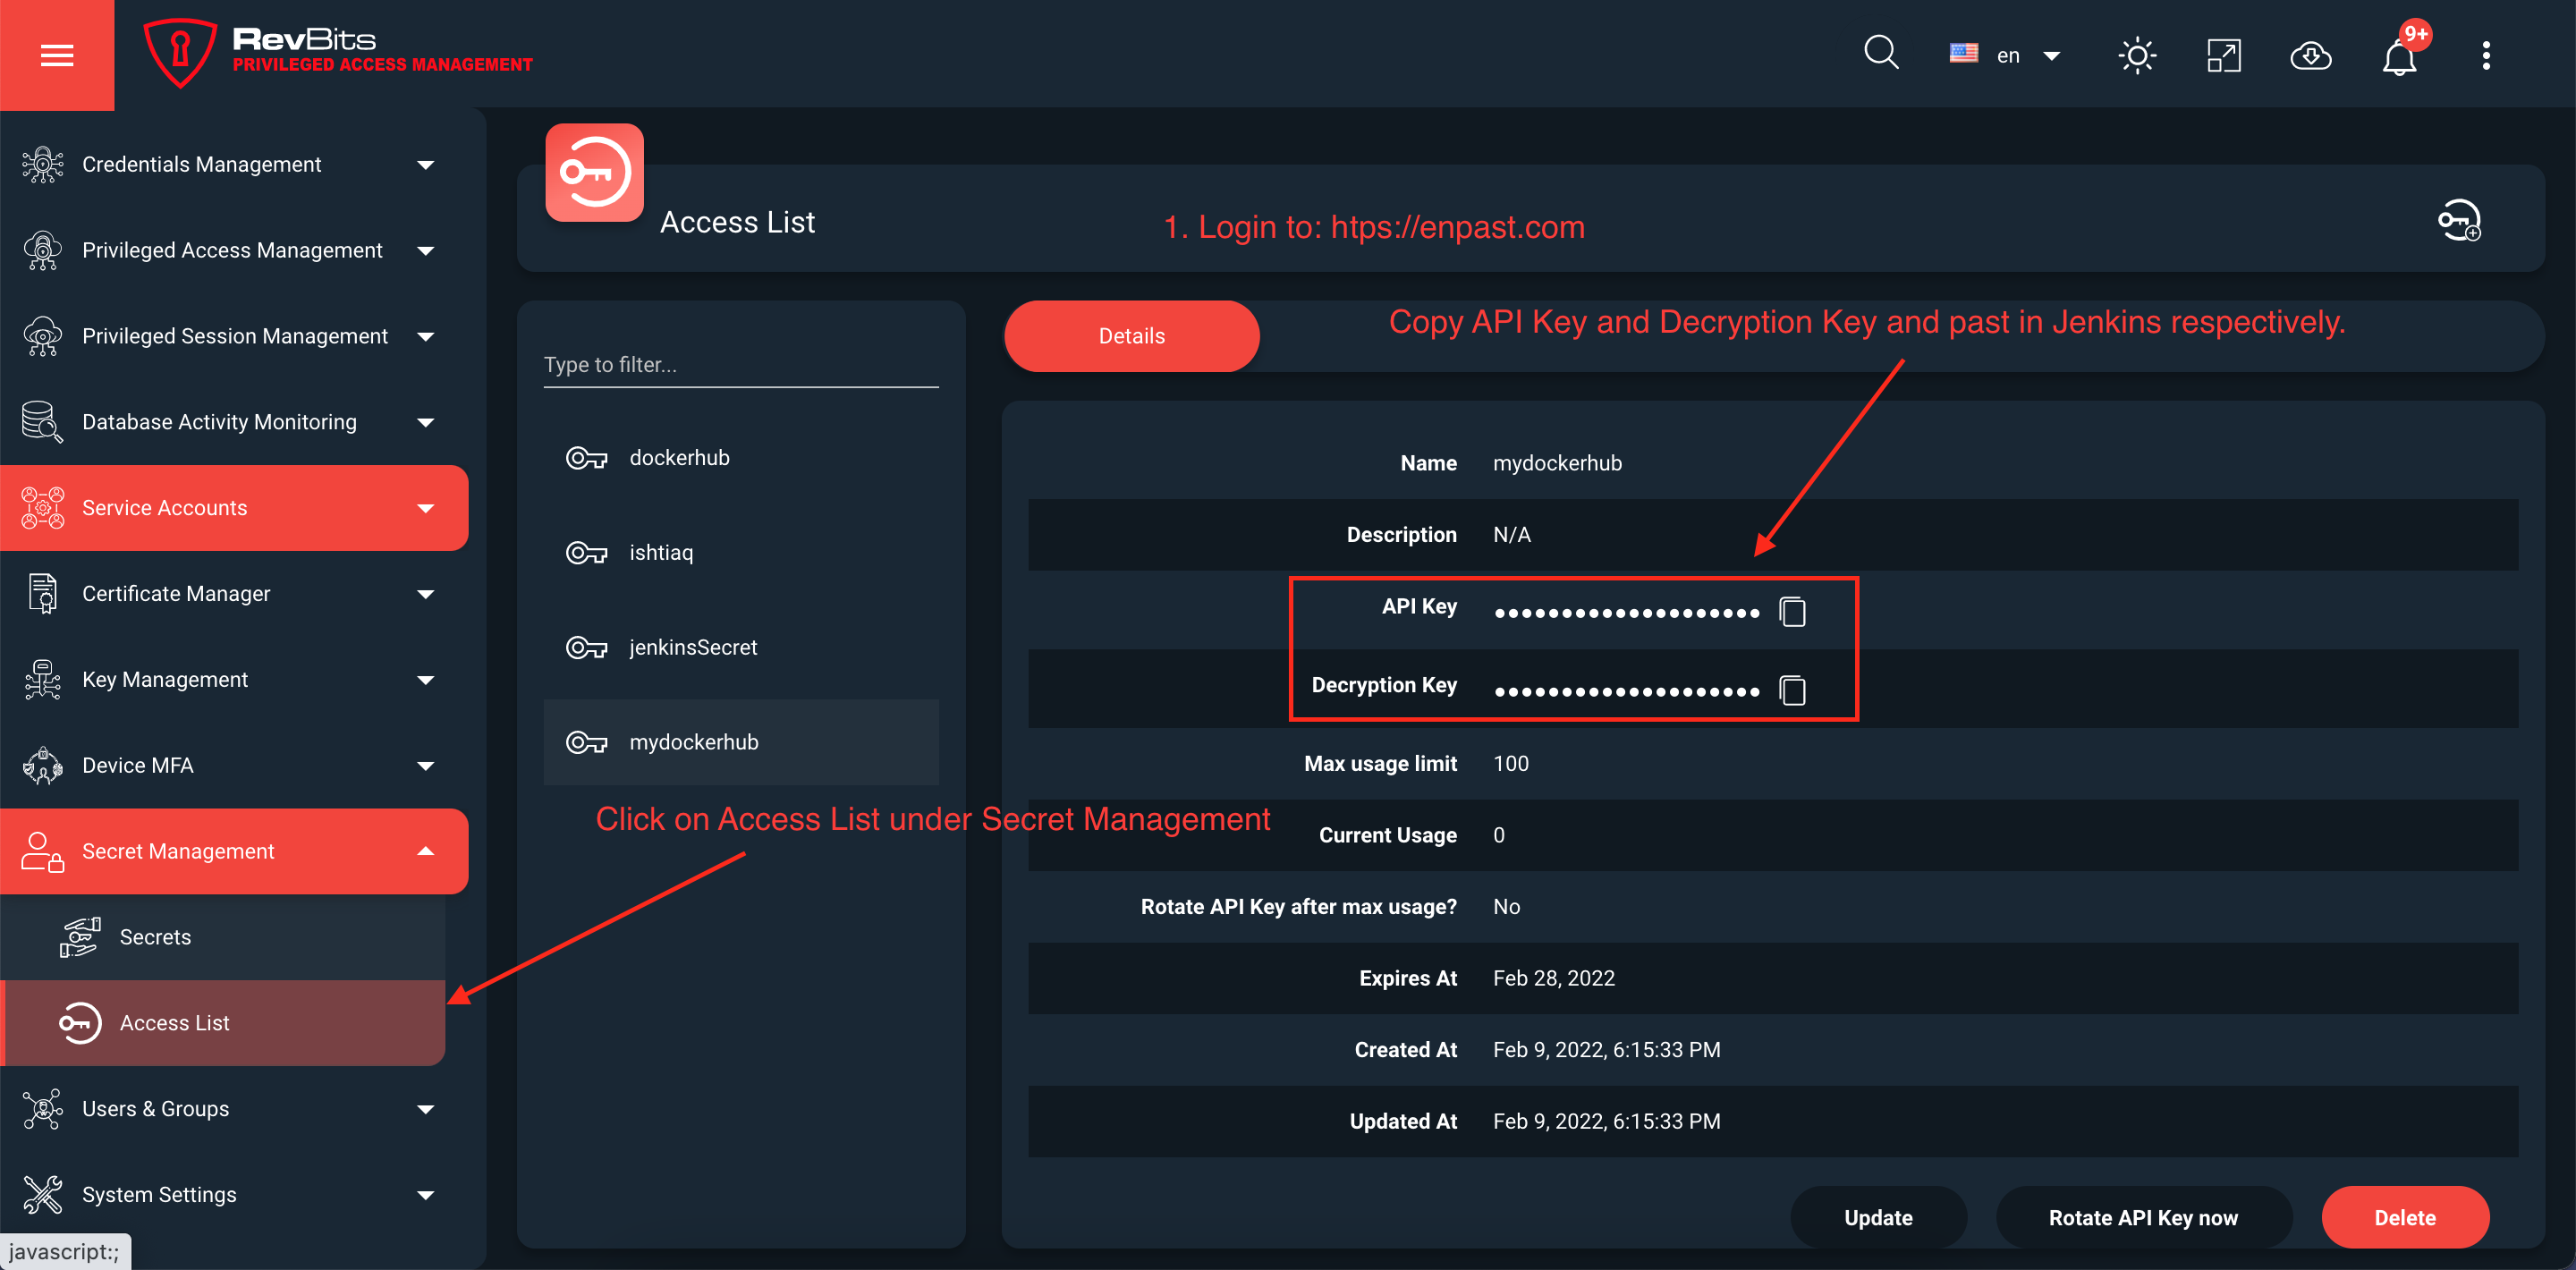 RevBits
PRIVILEGED ACCESS MANAGEMENT
en
9+
Credentials Management
Privileged Access Management
Privileged Session Management
Database Activity Monitoring
Service Accounts
Certificate Manager
Key Management
Device MFA
Secret Management
Secrets
Access List
Users & Groups
System Settings
javascript:;
Access List
1. Login to: htps://enpast.com
Type to filter...
dockerhub
ishtiaq
jenkinsSecret
mydockerhub
Click on Access List under Secret Management
Details
Copy API Key and Decryption Key and past in Jenkins respectively.
Name mydockerhub
Description N/A
API Key ••••••••••••••••••••
Decryption Key ••••••••••••••••••••
Max usage limit 100
Current Usage 0
Rotate API Key after max usage? No
Expires At Feb 28, 2022
Created At Feb 9, 2022, 6:15:33 PM
Updated At Feb 9, 2022, 6:15:33 PM
Update Rotate API Key now Delete